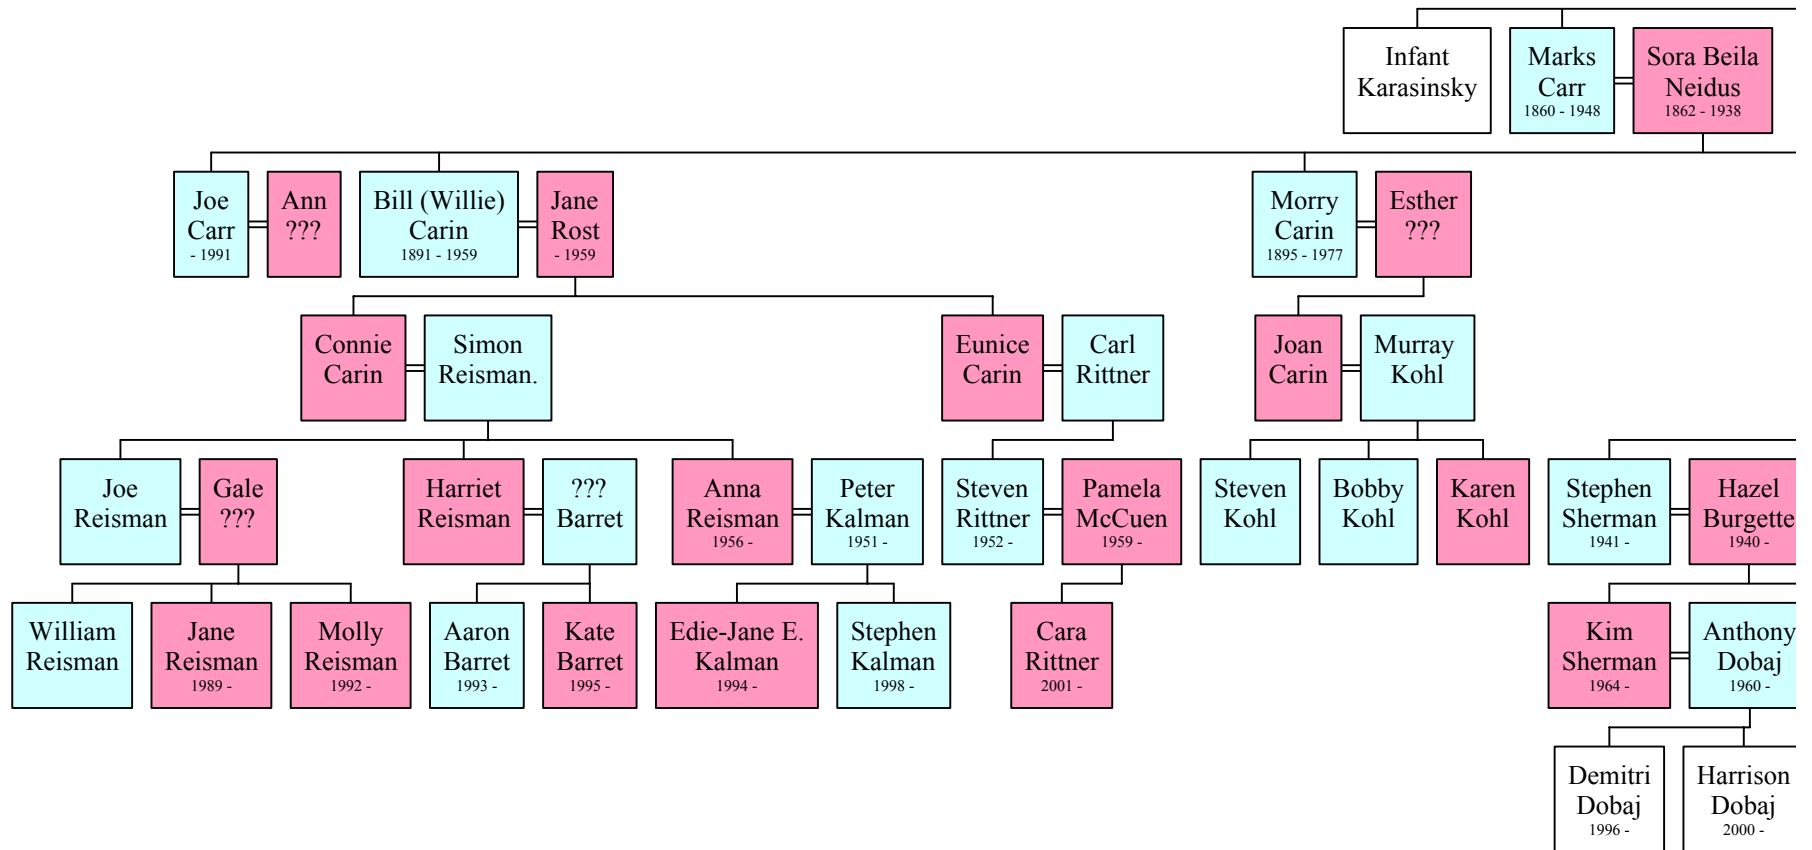 Infant
Karasinsky
Marks
Carr
1860 - 1948
Sora Beila
Neidus
1862 - 1938
Joe
Carr
- 1991
Ann
???
Bill (Willie)
Carin
1891 - 1959
Jane
Rost
- 1959
Morry
Carin
1895 - 1977
Esther
???
Connie
Carin
Simon
Reisman.
Eunice
Carin
Carl
Rittner
Joan
Carin
Murray
Kohl
Joe
Reisman
Gale
???
Harriet
Reisman
???
Barret
Anna
Reisman
1956 -
Peter
Kalman
1951 -
Steven
Rittner
1952 -
Pamela
McCuen
1959 -
Steven
Kohl
Bobby
Kohl
Karen
Kohl
Stephen
Sherman
1941 -
Hazel
Burgette
1940 -
William
Reisman
Jane
Reisman
1989 -
Molly
Reisman
1992 -
Aaron
Barret
1993 -
Kate
Barret
1995 -
Edie-Jane E.
Kalman
1994 -
Stephen
Kalman
1998 -
Cara
Rittner
2001 -
Kim
Sherman
1964 -
Anthony
Dobaj
1960 -
Demitri
Dobaj
1996 -
Harrison
Dobaj
2000 -